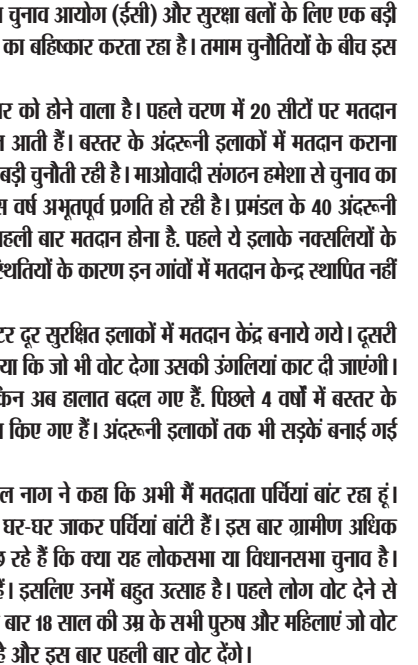 चुनाव आयोग (ईसी) और सुरक्षा बलों के लिए एक बड़ी
का बहिष्कार करता रहा है। तमाम चुनौतियों के बीच इस
को होने वाला है। पहले चरण में 20 सीटों पर मतदान
आती हैं। बस्तर के अंदरूनी इलाकों में मतदान कराना
बड़ी चुनौती रही है। माओवादी संगठन हमेशा से चुनाव का
वर्ष अभूतपूर्व प्रगति हो रही है। प्रमंडल के 40 अंदरूनी
पहली बार मतदान होना है. पहले ये इलाके नक्सलियों के
के कारण इन गांवों में मतदान केन्द्र स्थापित नहीं
दूर सुरक्षित इलाकों में मतदान केंद्र बनाये गये। दूसरी
कि जो भी वोट देगा उसकी उंगलियां काट दी जाएंगी।
अब हालात बदल गए हैं. पिछले 4 वर्षों में बस्तर के
किए गए हैं। अंदरूनी इलाकों तक भी सड़कें बनाई गई
नाग ने कहा कि अभी मैं मतदाता पर्चियां बांट रहा हूं।
घर-घर जाकर पर्चियां बांटी हैं। इस बार ग्रामीण अधिक
रहे हैं कि क्या यह लोकसभा या विधानसभा चुनाव है।
हैं। इसलिए उनमें बहुत उत्साह है। पहले लोग वोट देने से
बार 18 साल की उम्र के सभी पुरुष और महिलाएं जो वोट
है और इस बार पहली बार वोट देंगे।